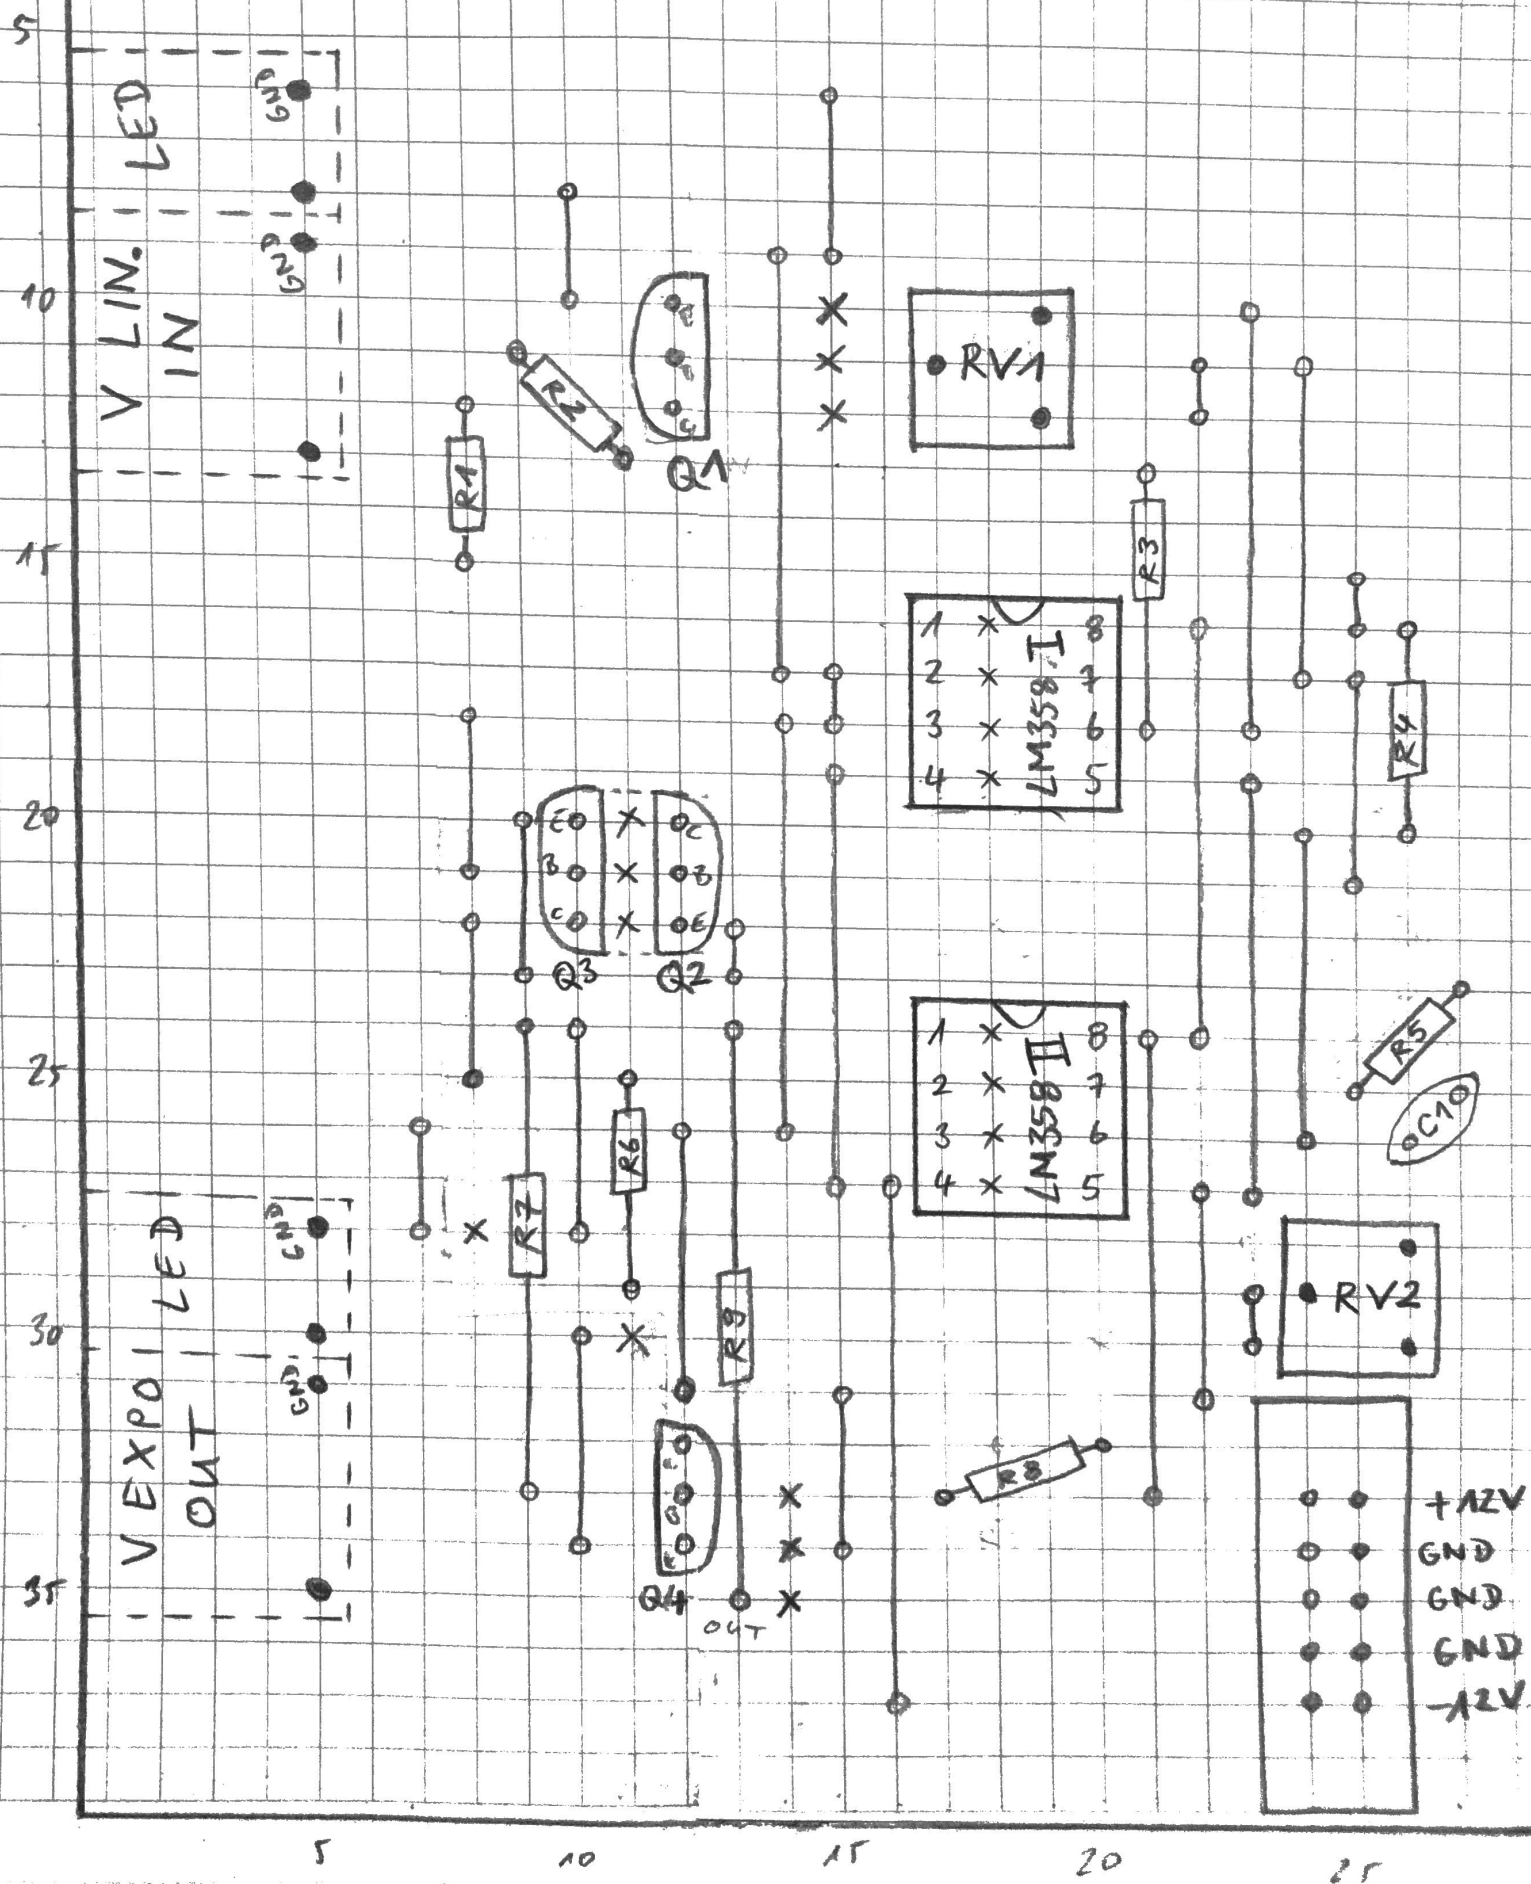 5
LED
GND
V LIN.
IN
GND
10
R2
E
B
C
Q1
RV1
R1
15
R3
1 × 8
2 × 7
3 × 6
4 × 5
LM358 I
R4
20
E
B
C
Q3
C
B
E
Q2
25
1 × 8
2 × 7
3 × 6
4 × 5
LM358 II
R5
C10
R6
R7
LED
GND
RV2
30
R9
V EXPO
OUT
GND
R8
Q4
OUT
35
+12V
GND
GND
GND
-12V
5 10 15 20 25